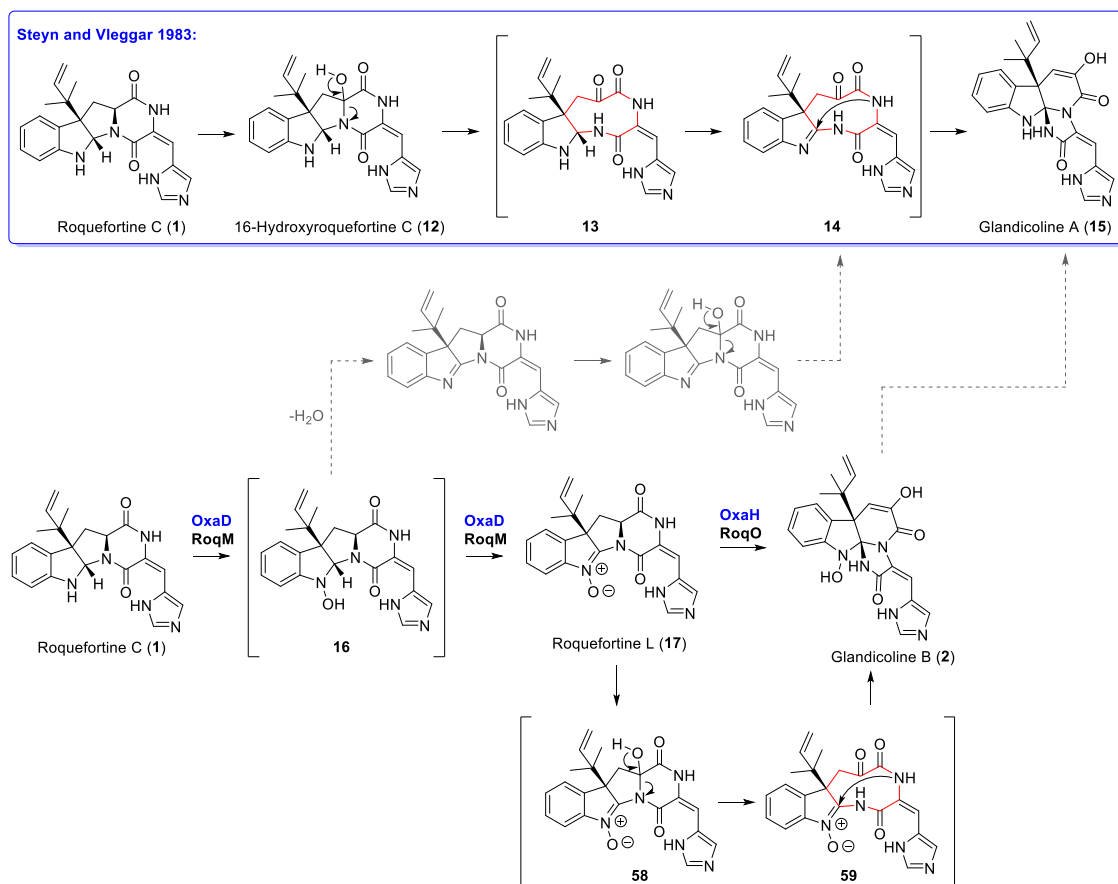 Steyn and Vleggar 1983:
Roquefortine C (1)
16-Hydroxyroquefortine C (12)
13
14
Glandicoline A (15)
-H₂O
OxaD
RoqM
OxaD
RoqM
OxaH
RoqO
Roquefortine C (1)
16
Roquefortine L (17)
Glandicoline B (2)
58
59